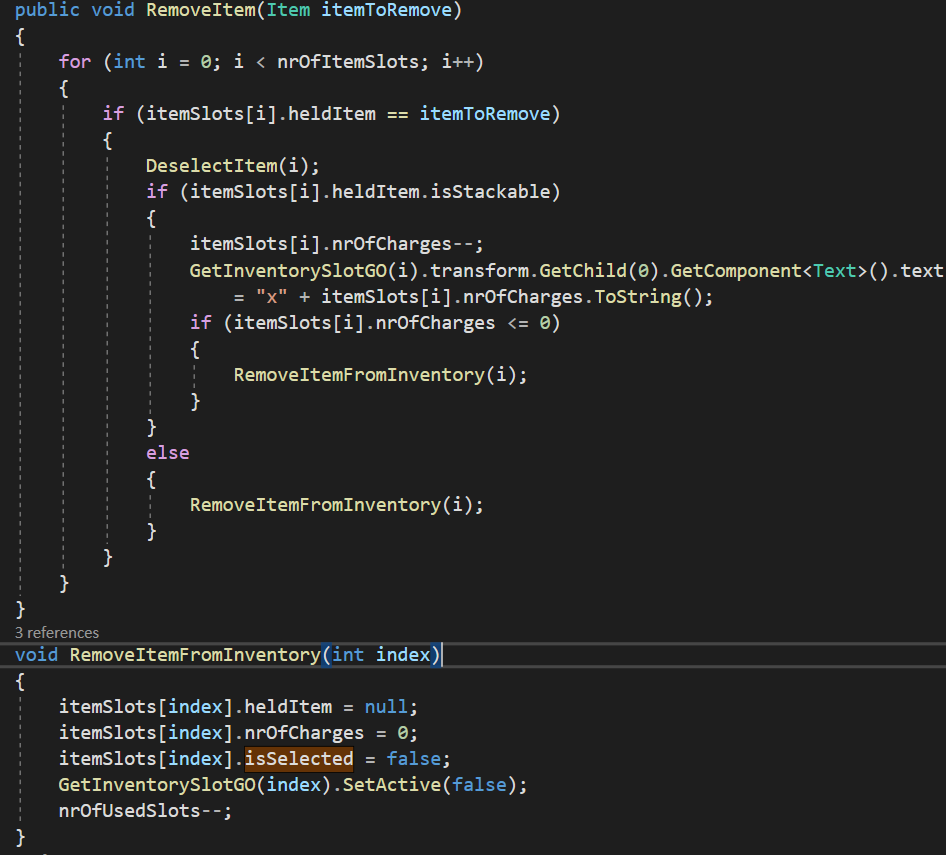 public void RemoveItem(Item itemToRemove)
{
for (int i = 0; i < nrOfItemSlots; i++)
{
if (itemSlots[i].heldItem == itemToRemove)
{
DeselectItem(i);
if (itemSlots[i].heldItem.isStackable)
{
itemSlots[i].nrOfCharges--;
GetInventorySlotGO(i).transform.GetChild(0).GetComponent<Text>().text
= "x" + itemSlots[i].nrOfCharges.ToString();
if (itemSlots[i].nrOfCharges <= 0)
{
RemoveItemFromInventory(i);
}
}
else
{
RemoveItemFromInventory(i);
}
}
}
}
3 references
void RemoveItemFromInventory(int index)
{
itemSlots[index].heldItem = null;
itemSlots[index].nrOfCharges = 0;
itemSlots[index].isSelected = false;
GetInventorySlotGO(index).SetActive(false);
nrOfUsedSlots--;
}